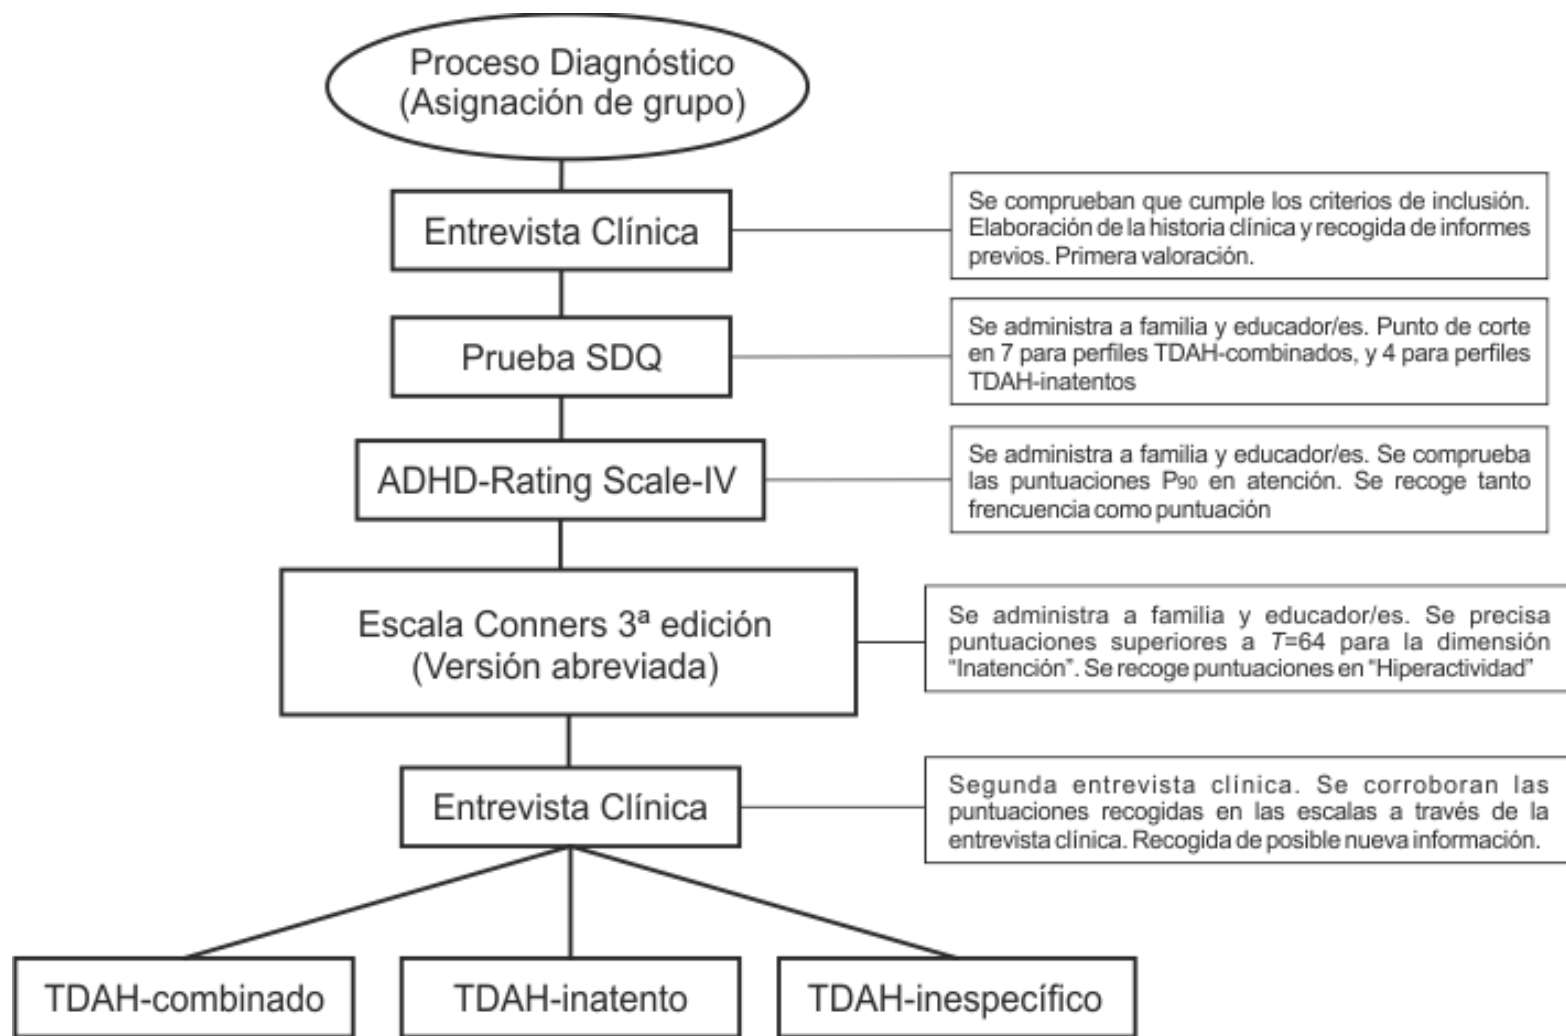 Proceso Diagnóstico
(Asignación de grupo)
Entrevista Clínica
Se comprueban que cumple los criterios de inclusión.
Elaboración de la historia clínica y recogida de informes
previos. Primera valoración.
Prueba SDQ
Se administra a familia y educador/es. Punto de corte
en 7 para perfiles TDAH-combinados, y 4 para perfiles
TDAH-inatentos
ADHD-Rating Scale-IV
Se administra a familia y educador/es. Se comprueba
las puntuaciones P90 en atención. Se recoge tanto
frencuencia como puntuación
Escala Conners 3ª edición
(Versión abreviada)
Se administra a familia y educador/es. Se precisa
puntuaciones superiores a T=64 para la dimensión
“Inatención”. Se recoge puntuaciones en “Hiperactividad”
Entrevista Clínica
Segunda entrevista clínica. Se corroboran las
puntuaciones recogidas en las escalas a través de la
entrevista clínica. Recogida de posible nueva información.
TDAH-combinado
TDAH-inatento
TDAH-inespecífico